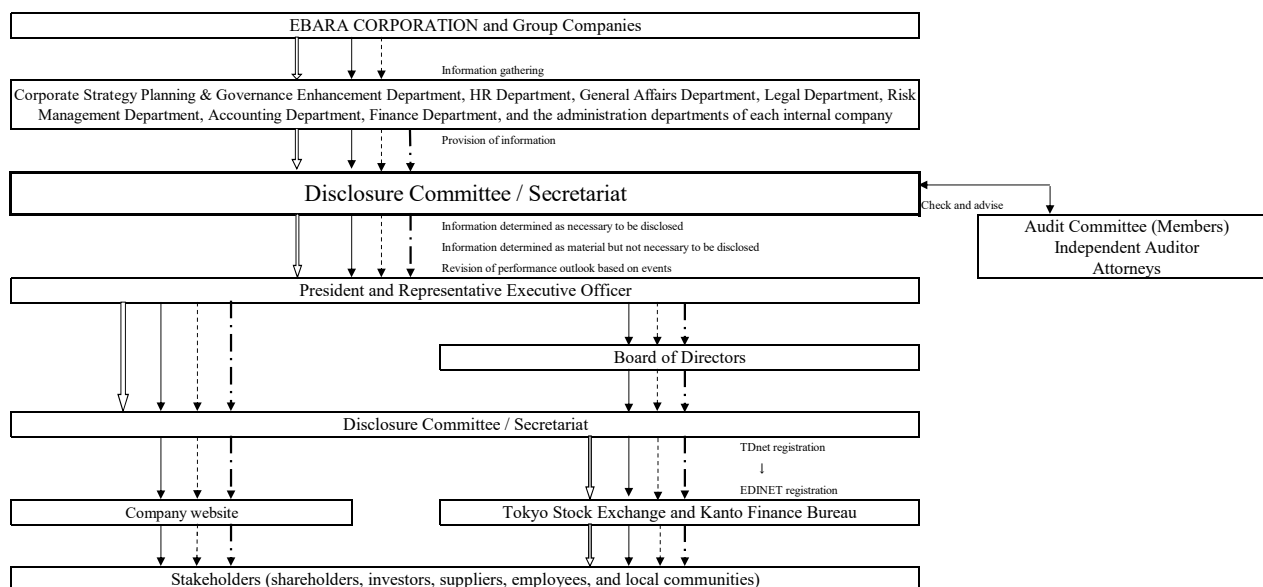 EBARA CORPORATION and Group Companies
Information gathering
Corporate Strategy Planning & Governance Enhancement Department, HR Department, General Affairs Department, Legal Department, Risk
Management Department, Accounting Department, Finance Department, and the administration departments of each internal company
Provision of information
Disclosure Committee / Secretariat
Check and advise
Audit Committee (Members)
Independent Auditor
Attorneys
Information determined as necessary to be disclosed
Information determined as material but not necessary to be disclosed
Revision of performance outlook based on events
President and Representative Executive Officer
Board of Directors
Disclosure Committee / Secretariat
TDnet registration
↓
EDINET registration
Company website
Tokyo Stock Exchange and Kanto Finance Bureau
Stakeholders (shareholders, investors, suppliers, employees, and local communities)